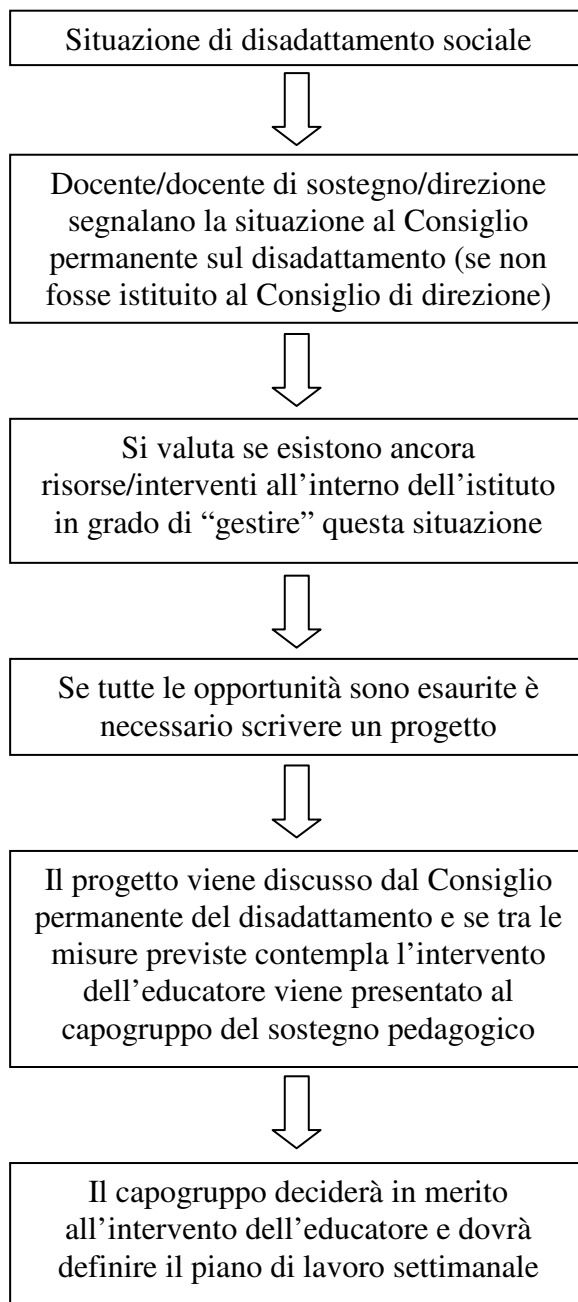 Situazione di disadattamento sociale
Docente/docente di sostegno/direzione
segnalano la situazione al Consiglio
permanente sul disadattamento (se non
fosse istituito al Consiglio di direzione)
Si valuta se esistono ancora
risorse/interventi all’interno dell’istituto
in grado di “gestire” questa situazione
Se tutte le opportunità sono esaurite è
necessario scrivere un progetto
Il progetto viene discusso dal Consiglio
permanente del disadattamento e se tra le
misure previste contempla l’intervento
dell’educatore viene presentato al
capogruppo del sostegno pedagogico
Il capogruppo deciderà in merito
all’intervento dell’educatore e dovrà
definire il piano di lavoro settimanale